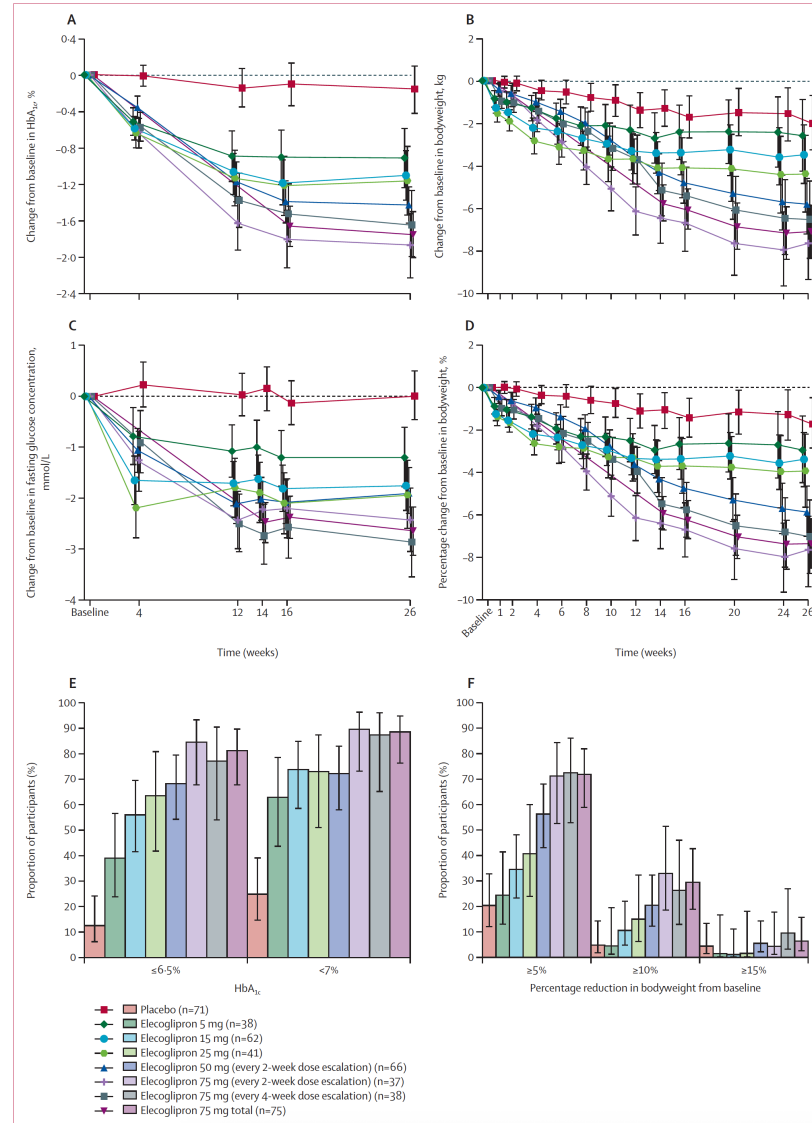 A
Change from baseline in HbA1c, %
0·4
0
–0·4
–0·8
–1·2
–1·6
–2·0
–2·4
B
Change from baseline in bodyweight, kg
2
0
–2
–4
–6
–8
–10
C
Change from baseline in fasting glucose concentration,
mmol/L
1
0
–1
–2
–3
–4
Baseline 4 12 14 16 26
Time (weeks)
D
Percentage change from baseline in bodyweight, %
2
0
–2
–4
–6
–8
–10
Baseline 1 2 4 6 8 10 12 14 16 20 24 26
Time (weeks)
E
Proportion of participants (%)
100
90
80
70
60
50
40
30
20
10
0
≤6·5% <7%
HbA1c
F
Proportion of participants (%)
100
90
80
70
60
50
40
30
20
10
0
≥5% ≥10% ≥15%
Percentage reduction in bodyweight from baseline
Placebo (n=71)
Elecoglipron 5 mg (n=38)
Elecoglipron 15 mg (n=62)
Elecoglipron 25 mg (n=41)
Elecoglipron 50 mg (every 2-week dose escalation) (n=66)
Elecoglipron 75 mg (every 2-week dose escalation) (n=37)
Elecoglipron 75 mg (every 4-week dose escalation) (n=38)
Elecoglipron 75 mg total (n=75)